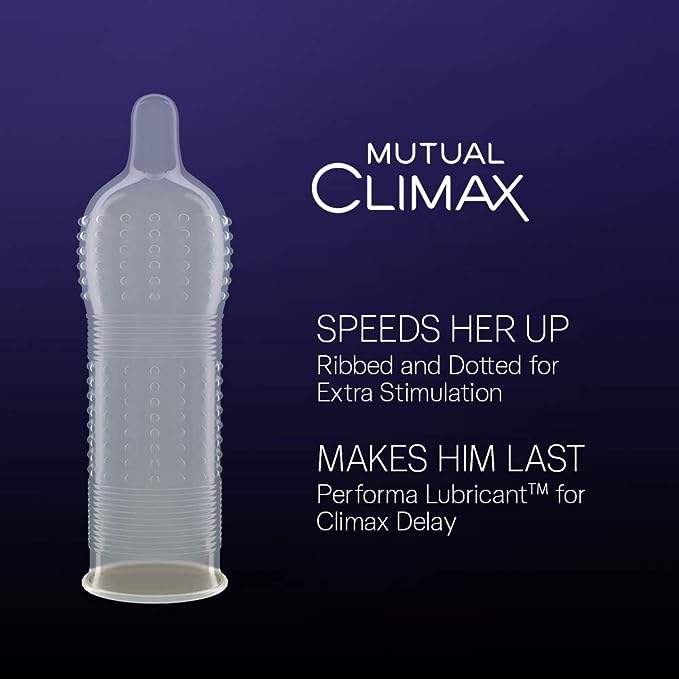 MUTUAL
CLIMAX
SPEEDS HER UP
Ribbed and Dotted for
Extra Stimulation
MAKES HIM LAST
Performa Lubricant™ for
Climax Delay